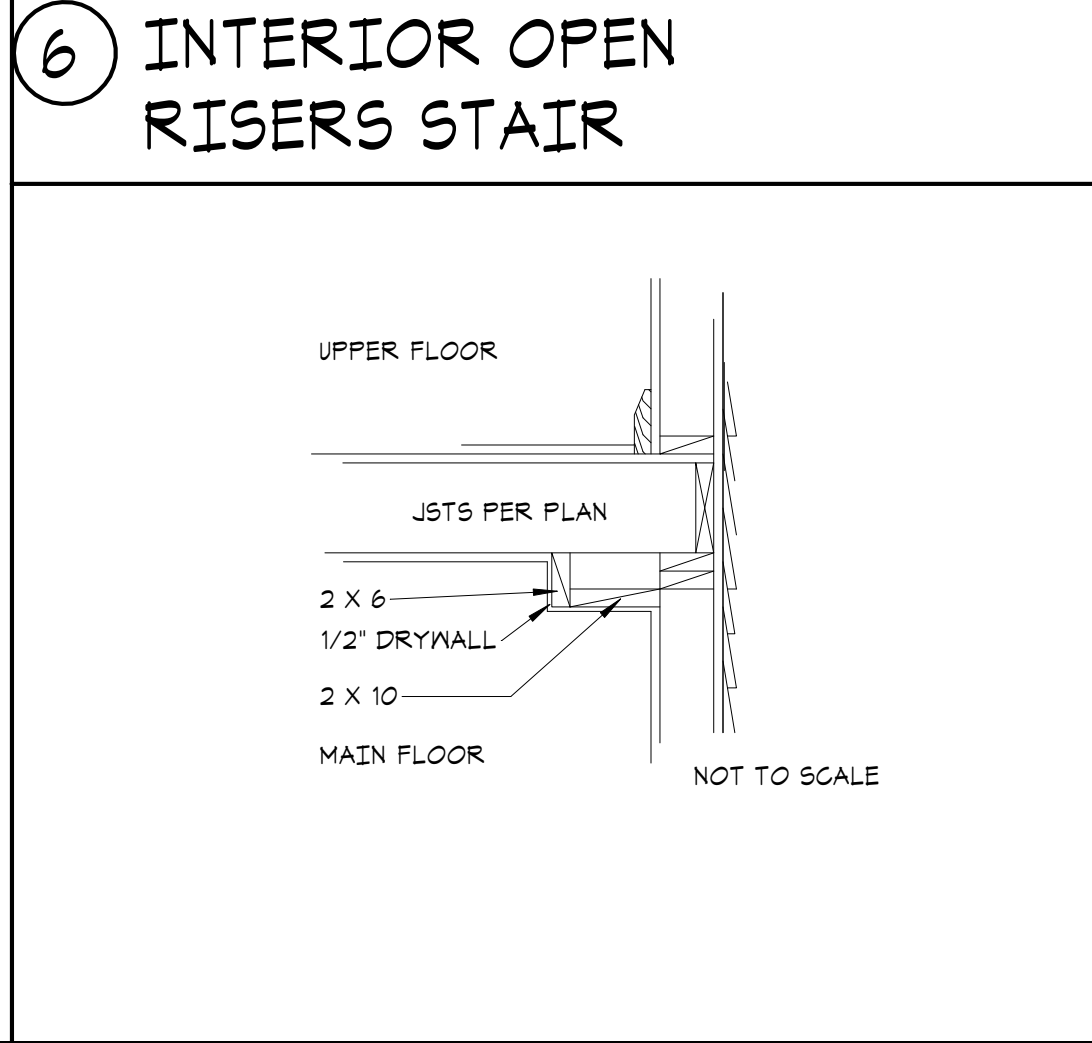 6 INTERIOR OPEN
RISERS STAIR
UPPER FLOOR
JSTS PER PLAN
2 X 6
1/2" DRYWALL
2 X 10
MAIN FLOOR
NOT TO SCALE